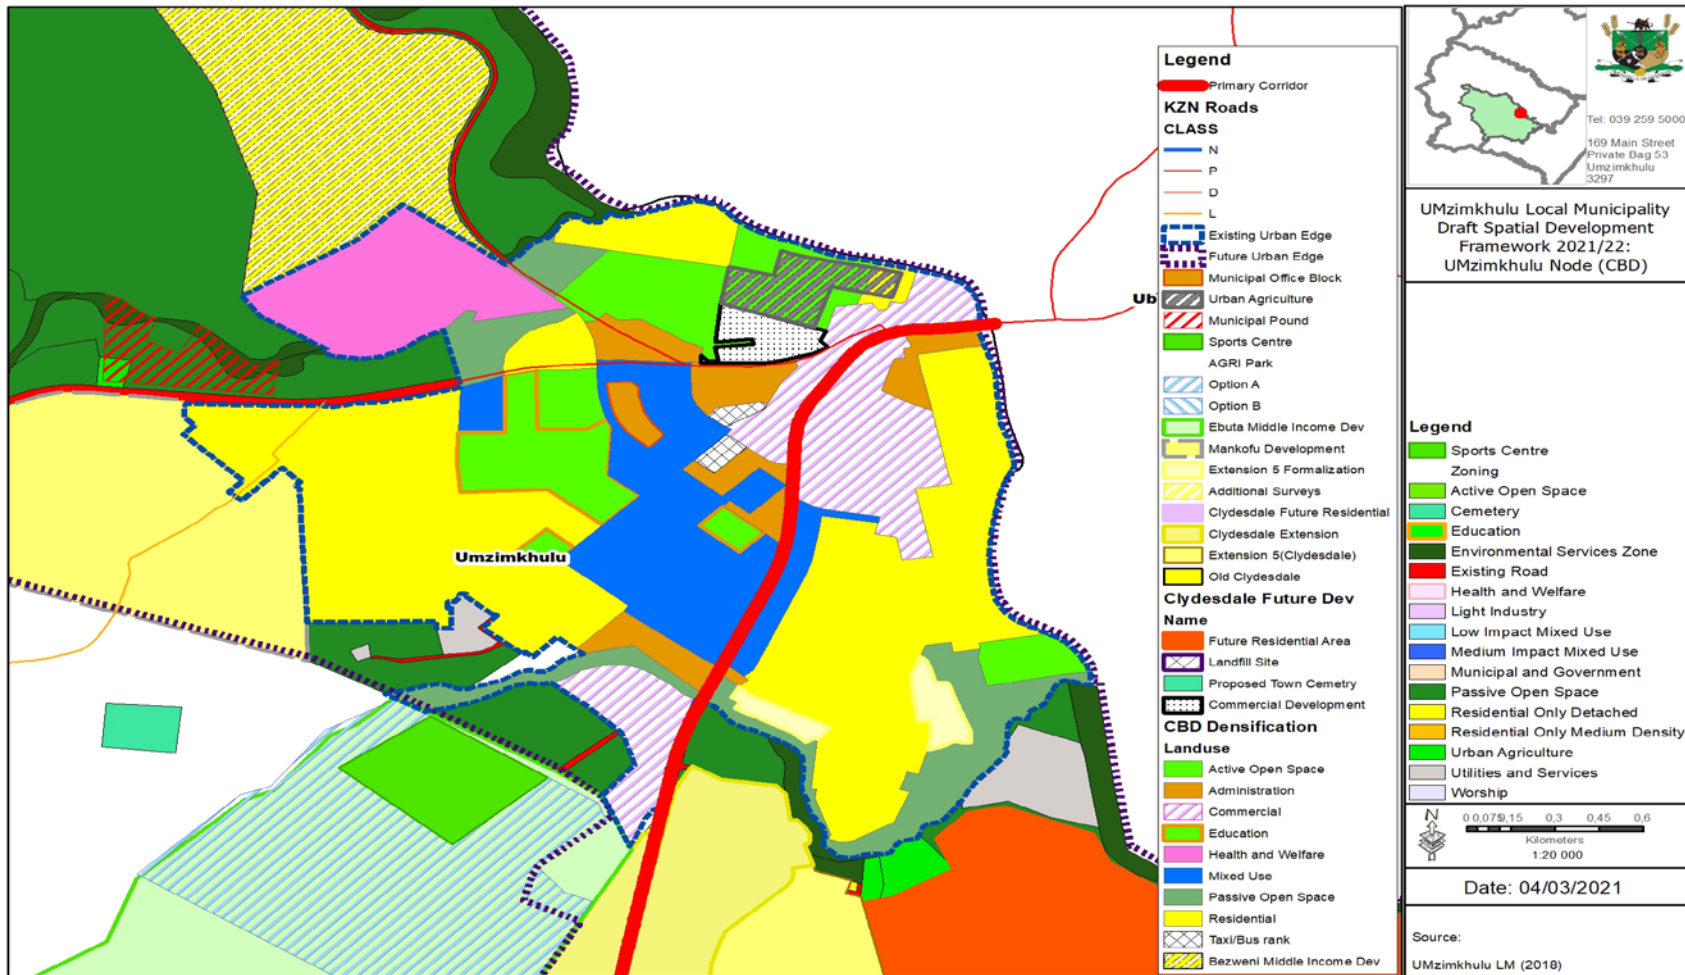 Umzimkhulu
Ub
Legend
Primary Corridor
KZN Roads
CLASS
N
P
D
L
Existing Urban Edge
Future Urban Edge
Municipal Office Block
Urban Agriculture
Municipal Pound
Sports Centre
AGRI Park
Option A
Option B
Ebuta Middle Income Dev
Mankofu Development
Extension 5 Formalization
Additional Surveys
Clydesdale Future Residential
Clydesdale Extension
Extension 5(Clydesdale)
Old Clydesdale
Clydesdale Future Dev
Name
Future Residential Area
Landfill Site
Proposed Town Cemetry
Commercial Development
CBD Densification
Landuse
Active Open Space
Administration
Commercial
Education
Health and Welfare
Mixed Use
Passive Open Space
Residential
Taxi/Bus rank
Bezweni Middle Income Dev
Tel: 039 259 5000
169 Main Street
Private Bag 53
Umzimkhulu
3297
UMzimkhulu Local Municipality
Draft Spatial Development
Framework 2021/22:
UMzimkhulu Node (CBD)
Legend
Sports Centre
Zoning
Active Open Space
Cemetery
Education
Environmental Services Zone
Existing Road
Health and Welfare
Light Industry
Low Impact Mixed Use
Medium Impact Mixed Use
Municipal and Government
Passive Open Space
Residential Only Detached
Residential Only Medium Density
Urban Agriculture
Utilities and Services
Worship
N
0 0,075 0,15 0,3 0,45 0,6
Kilometers
1:20 000
Date: 04/03/2021
Source:
UMzimkhulu LM (2018)